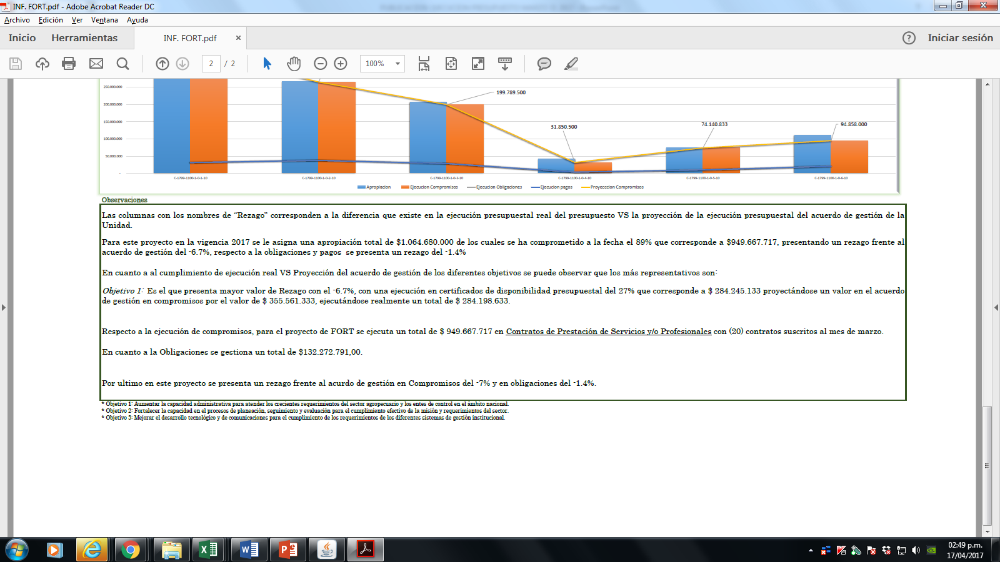 INF. FORT.pdf - Adobe Acrobat Reader DC
Archivo Edición Ver Ventana Ayuda
Inicio Herramientas INF. FORT.pdf × ? Iniciar sesión
2 / 2 100%
250.000.000
200.000.000
150.000.000
100.000.000
50.000.000
-
199.789.500
31.850.500
74.140.833
94.858.000
C-1799-1100-1-0-1-10 C-1799-1100-1-0-2-10 C-1799-1100-1-0-3-10 C-1799-1100-1-0-4-10 C-1799-1100-1-0-5-10 C-1799-1100-1-0-6-10
Apropiacion Ejecucion Compromisos Ejecucion Obligaciones Ejecucion pagos Proyecccion Compromisos
Observaciones
Las columnas con los nombres de “Rezago” corresponden a la diferencia que existe en la ejecución presupuestal real del presupuesto VS la proyección de la ejecución presupuestal del acuerdo de gestión de la
Unidad.
Para este proyecto en la vigencia 2017 se le asigna una apropiación total de $1.064.680.000 de los cuales se ha comprometido a la fecha el 89% que corresponde a $949.667.717, presentando un rezago frente al
acuerdo de gestión del -6.7%, respecto a la obligaciones y pagos se presenta un rezago del -1.4%
En cuanto a al cumplimiento de ejecución real VS Proyección del acuerdo de gestión de los diferentes objetivos se puede observar que los más representativos son:
Objetivo 1: Es el que presenta mayor valor de Rezago con el -6.7%, con una ejecución en certificados de disponibilidad presupuestal del 27% que corresponde a $ 284.245.133 proyectándose un valor en el acuerdo
de gestión en compromisos por el valor de $ 355.561.333, ejecutándose realmente un total de $ 284.198.633.
Respecto a la ejecución de compromisos, para el proyecto de FORT se ejecuta un total de $ 949.667.717 en Contratos de Prestación de Servicios y/o Profesionales con (20) contratos suscritos al mes de marzo.
En cuanto a la Obligaciones se gestiona un total de $132.272.791,00.
Por ultimo en este proyecto se presenta un rezago frente al acurdo de gestión en Compromisos del -7% y en obligaciones del -1.4%.
* Objetivo 1: Aumentar la capacidad administrativa para atender los crecientes requerimientos del sector agropecuario y los entes de control en el ámbito nacional.
* Objetivo 2: Fortalecer la capacidad en el procesos de planeación, seguimiento y evaluación para el cumplimiento efectivo de la misión y requerimientos del sector.
* Objetivo 3: Mejorar el desarrollo tecnológico y de comunicaciones para el cumplimiento de los requerimientos de los diferentes sistemas de gestión institucional.
02:49 p.m.
17/04/2017